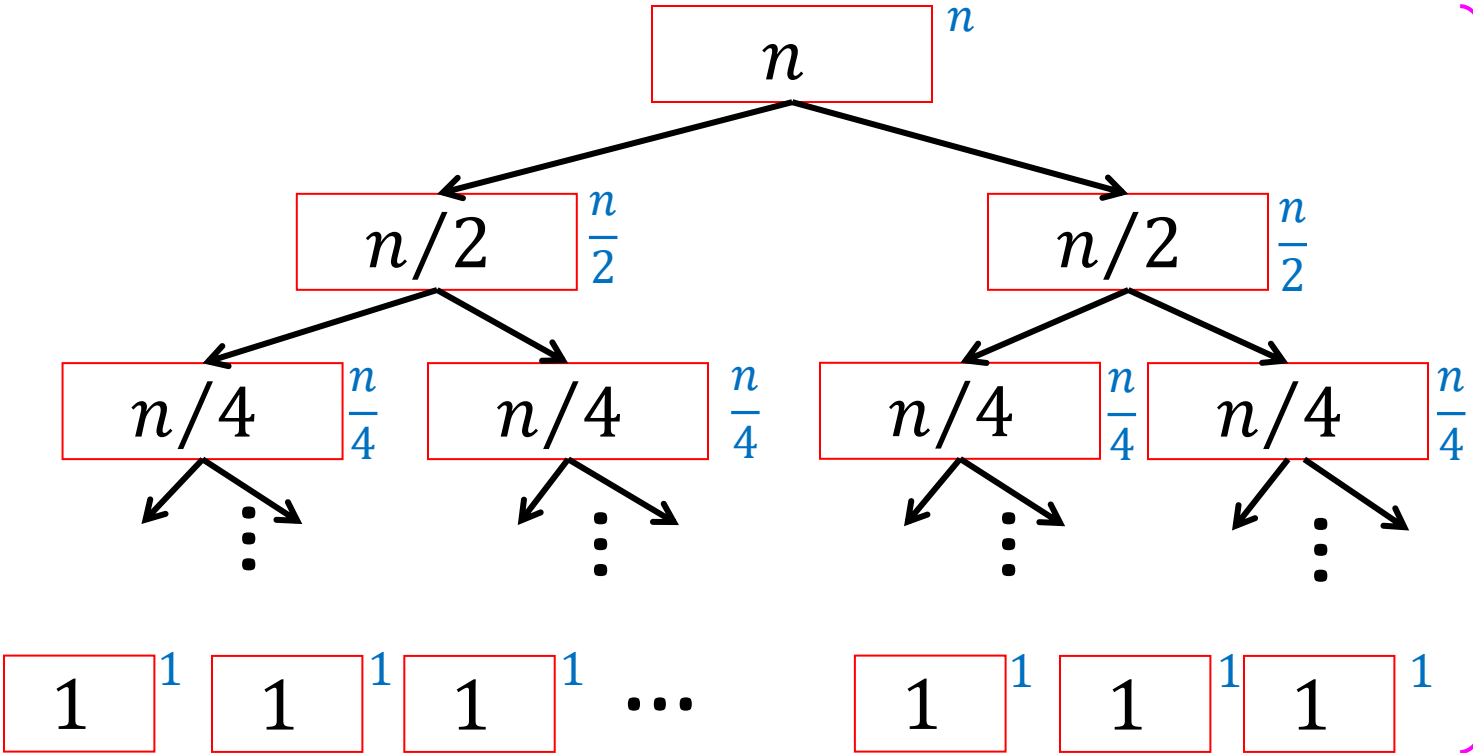 n n
n/2 n/2 n/2 n/2
n/4 n/4 n/4 n/4 n/4 n/4 n/4 n/4
⋮ ⋮ ⋮ ⋮
1 1 1 1 1 1 ⋯ 1 1 1 1 1 1